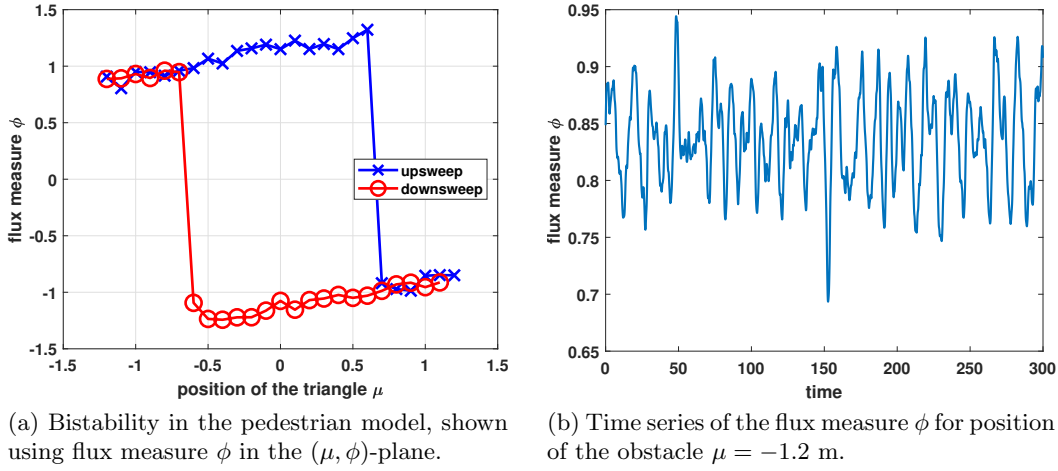 1.5
1
0.5
0
-0.5
-1
-1.5
flux measure ϕ
upsweep
downsweep
-1.5 -1 -0.5 0 0.5 1 1.5
position of the triangle μ
(a) Bistability in the pedestrian model, shown
using flux measure ϕ in the (μ, ϕ)-plane.
0.95
0.9
0.85
0.8
0.75
0.7
0.65
flux measure ϕ
0 50 100 150 200 250 300
time
(b) Time series of the flux measure ϕ for position
of the obstacle μ = −1.2 m.